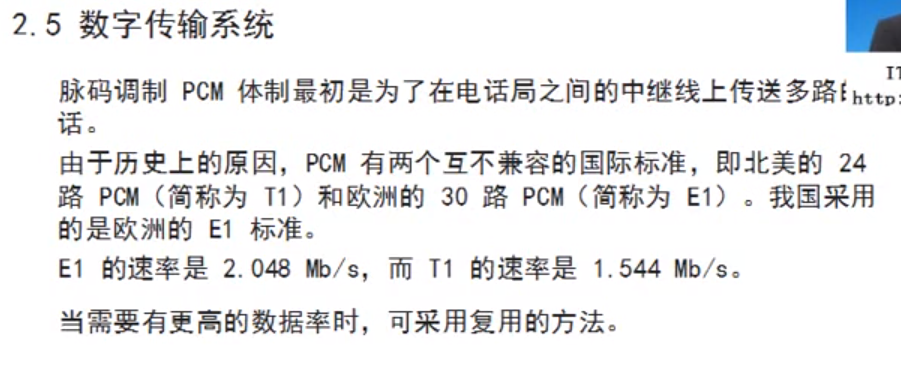 2.5 数字传输系统
脉码调制 PCM 体制最初是为了在电话局之间的中继线上传送多路
IT
http:
话。
由于历史上的原因，PCM 有两个互不兼容的国际标准，即北美的 24
路 PCM（简称为 T1）和欧洲的 30 路 PCM（简称为 E1）。我国采用
的是欧洲的 E1 标准。
E1 的速率是 2.048 Mb/s，而 T1 的速率是 1.544 Mb/s。
当需要有更高的数据率时，可采用复用的方法。